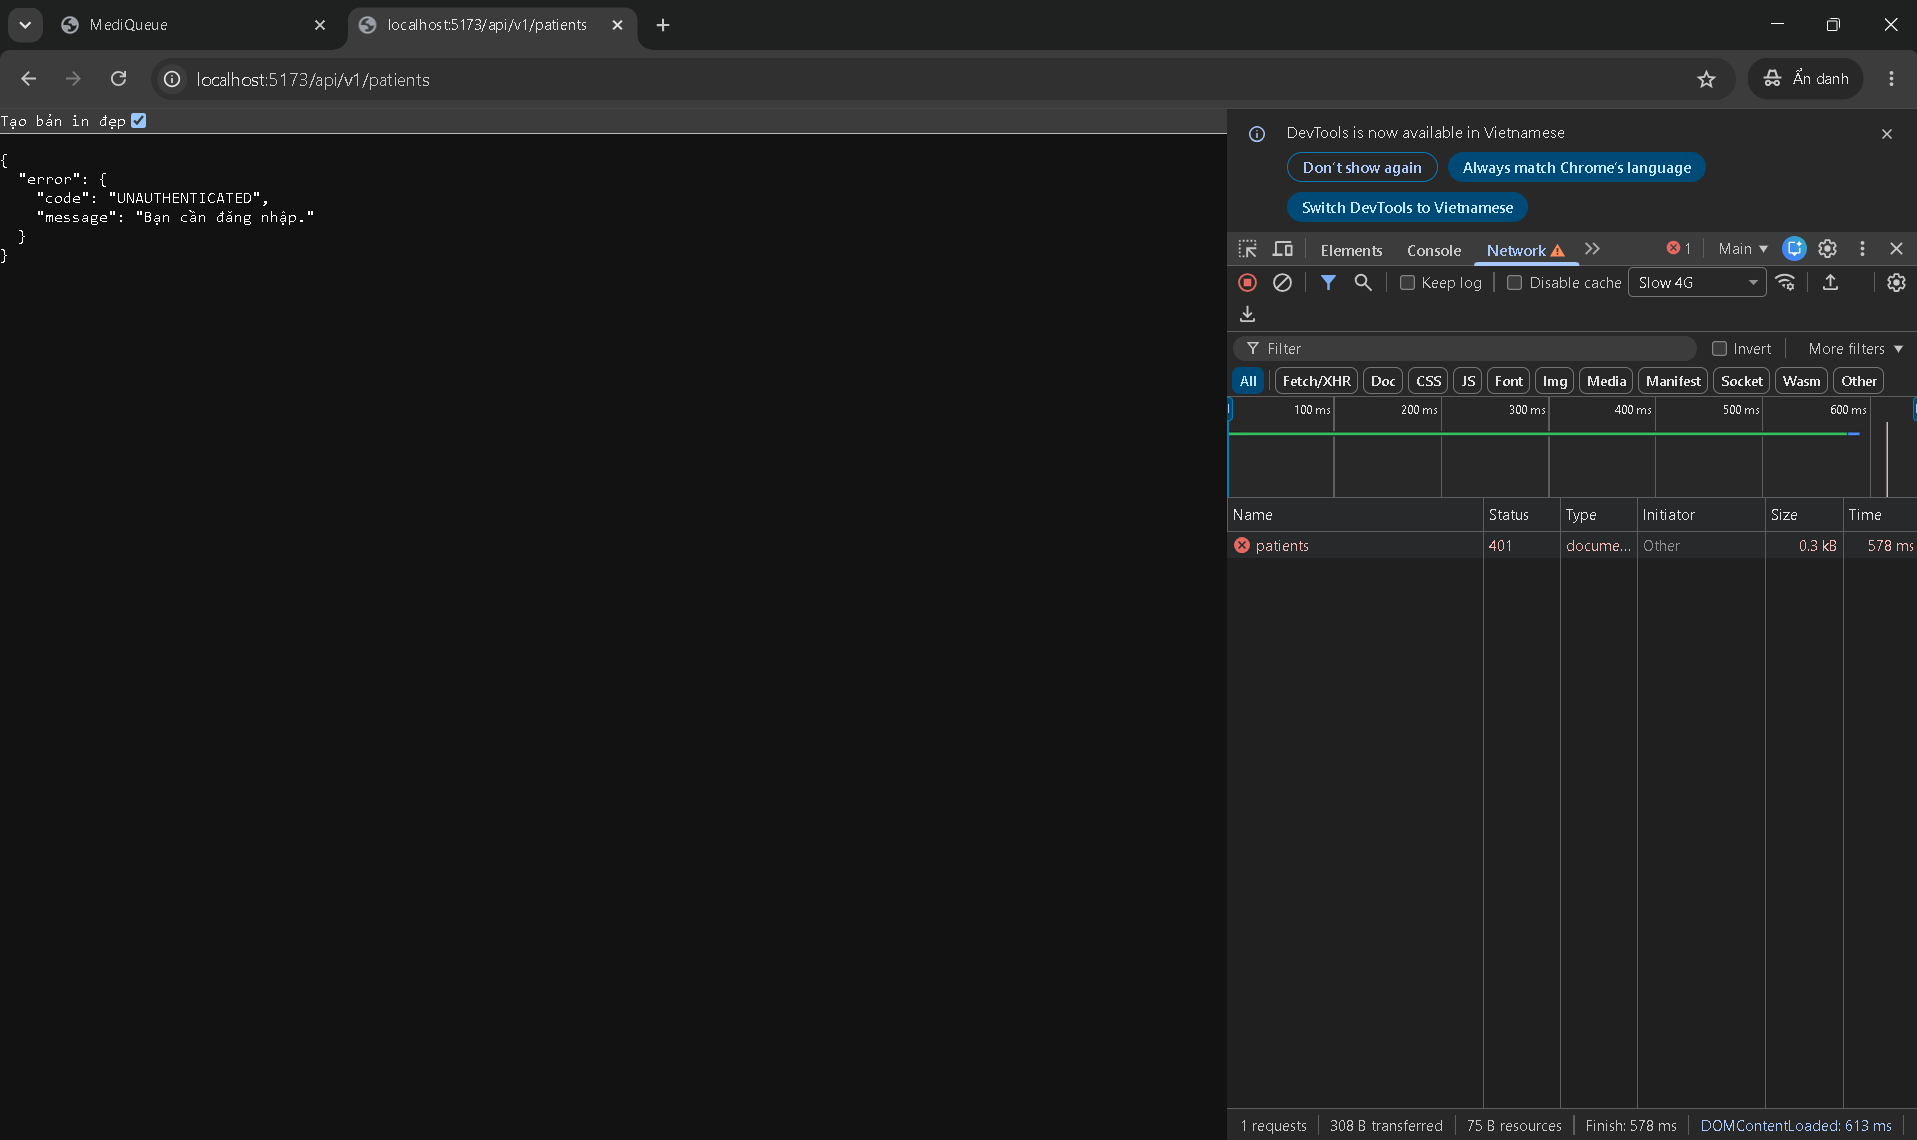 MediQueue
localhost:5173/api/v1/patients
localhost:5173/api/v1/patients
Ẩn danh
Tạo bản in đẹp
{
"error": {
"code": "UNAUTHENTICATED",
"message": "Bạn cần đăng nhập."
}
}
DevTools is now available in Vietnamese
Don't show again
Always match Chrome's language
Switch DevTools to Vietnamese
Elements
Console
Network
1
Main
Keep log
Disable cache
Slow 4G
Filter
Invert
More filters
All
Fetch/XHR
Doc
CSS
JS
Font
Img
Media
Manifest
Socket
Wasm
Other
100 ms
200 ms
300 ms
400 ms
500 ms
600 ms
Name
Status
Type
Initiator
Size
Time
patients
401
docume...
Other
0.3 kB
578 ms
1 requests
308 B transferred
75 B resources
Finish: 578 ms
DOMContentLoaded: 613 ms